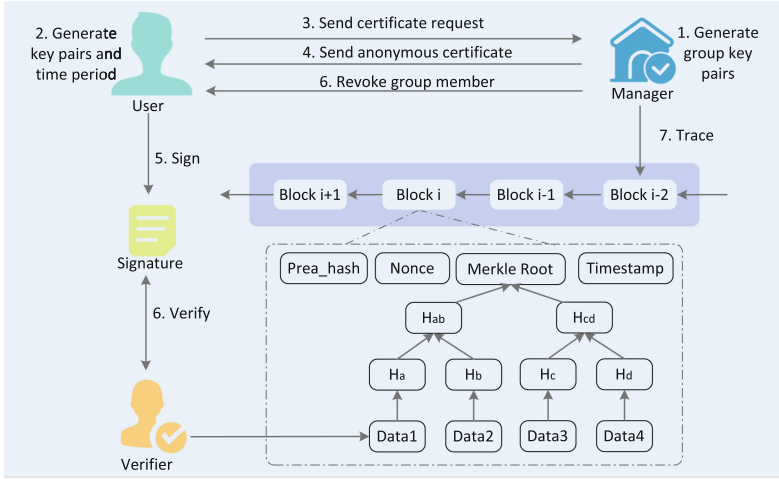 2. Generate
key pairs and
time period
User
3. Send certificate request
4. Send anonymous certificate
6. Revoke group member
1. Generate
group key
pairs
Manager
7. Trace
5. Sign
Block i+1
Block i
Block i-1
Block i-2
Signature
Prea_hash
Nonce
Merkle Root
Timestamp
6. Verify
Hab
Hcd
Ha
Hb
Hc
Hd
Data1
Data2
Data3
Data4
Verifier